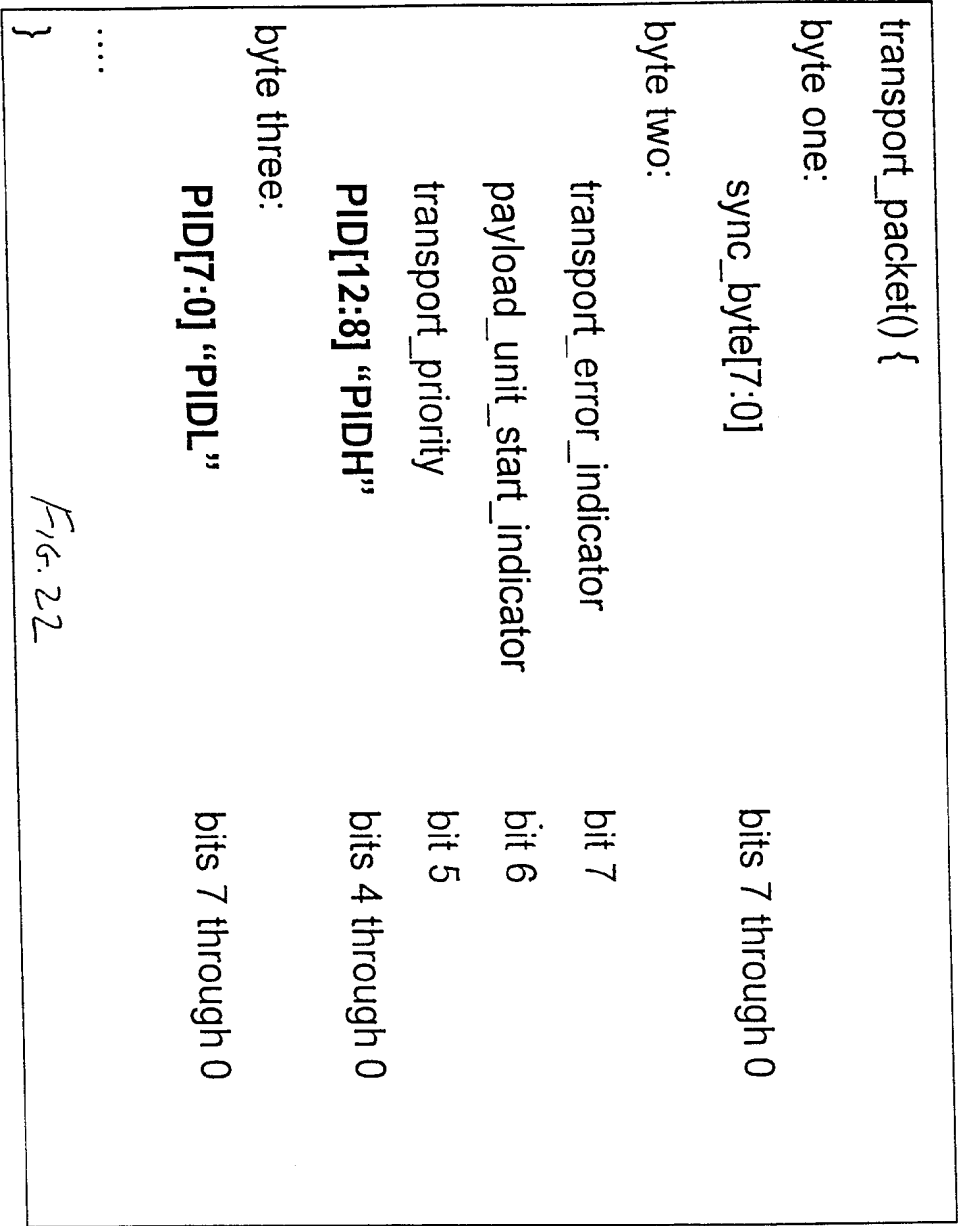 transport_packet() {
byte one:
sync_byte[7:0] bits 7 through 0
byte two:
transport_error_indicator bit 7
payload_unit_start_indicator bit 6
transport_priority bit 5
PID[12:8] “PIDH” bits 4 through 0
byte three:
PID[7:0] “PIDL” bits 7 through 0
.....
}
FIG. 22